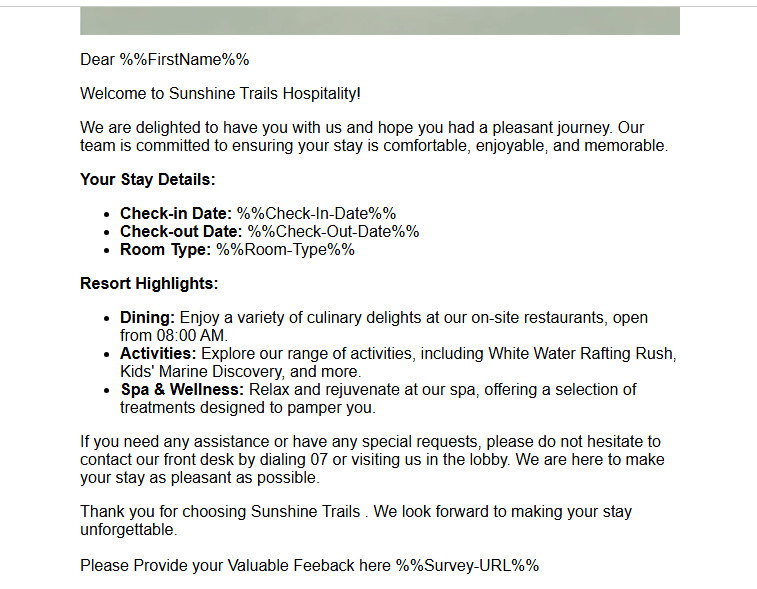 Dear %%FirstName%%
Welcome to Sunshine Trails Hospitality!
We are delighted to have you with us and hope you had a pleasant journey. Our
team is committed to ensuring your stay is comfortable, enjoyable, and memorable.
Your Stay Details:
• Check-in Date: %%Check-In-Date%%
• Check-out Date: %%Check-Out-Date%%
• Room Type: %%Room-Type%%
Resort Highlights:
• Dining: Enjoy a variety of culinary delights at our on-site restaurants, open
from 08:00 AM.
• Activities: Explore our range of activities, including White Water Rafting Rush,
Kids' Marine Discovery, and more.
• Spa & Wellness: Relax and rejuvenate at our spa, offering a selection of
treatments designed to pamper you.
If you need any assistance or have any special requests, please do not hesitate to
contact our front desk by dialing 07 or visiting us in the lobby. We are here to make
your stay as pleasant as possible.
Thank you for choosing Sunshine Trails . We look forward to making your stay
unforgettable.
Please Provide your Valuable Feeback here %%Survey-URL%%